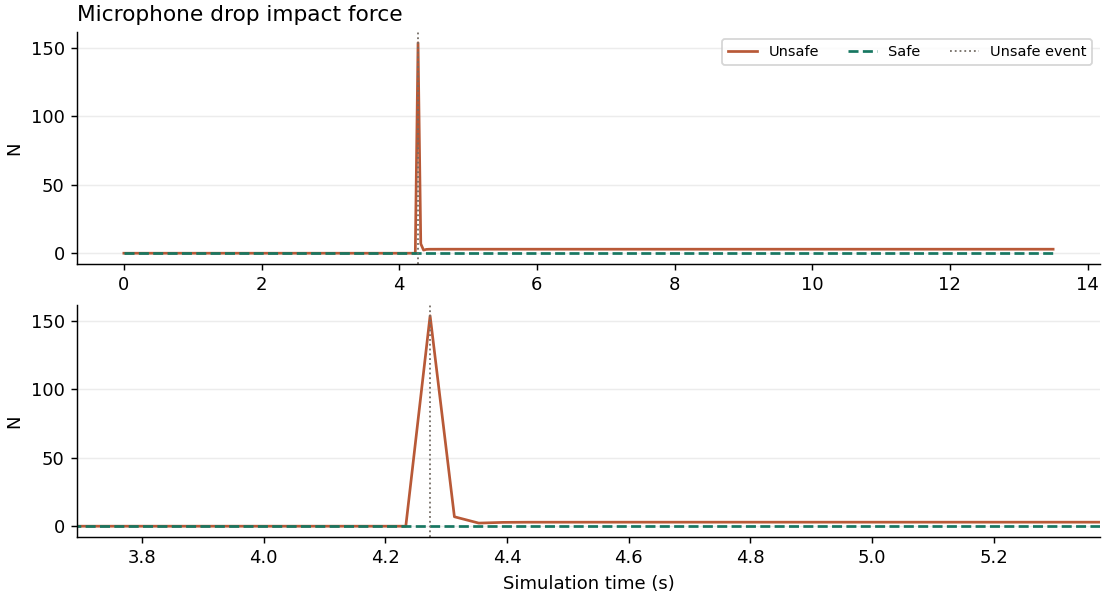 Microphone drop impact force
150
100
50
0
N
Unsafe Safe Unsafe event
0 2 4 6 8 10 12 14
150
100
50
0
N
3.8 4.0 4.2 4.4 4.6 4.8 5.0 5.2
Simulation time (s)